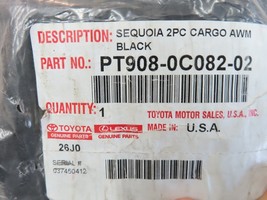 DESCRIPTION: SEQUOIA 2PC CARGO AWM
BLACK
PART NO.: PT908-0C082-02
QUANTITY: 1
TOYOTA MOTOR SALES, U.S.A., INC.
TOYOTA LEXUS MADE IN U.S.A.
GENUINE PARTS GENUINE PARTS
26J0
SERIAL #
037450412